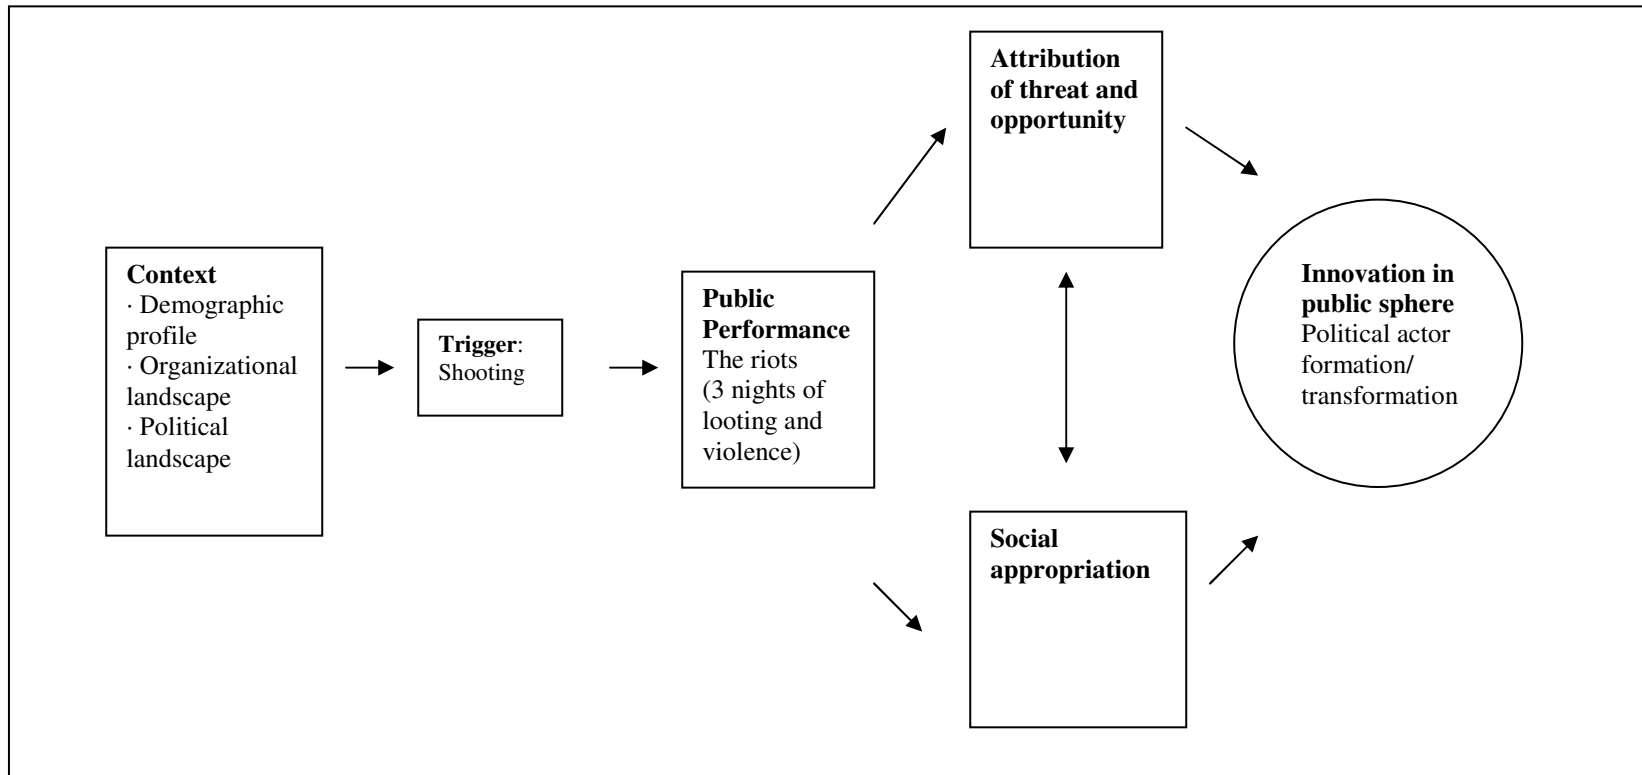 Context
· Demographic
profile
· Organizational
landscape
· Political
landscape
Trigger:
Shooting
Public
Performance
The riots
(3 nights of
looting and
violence)
Attribution
of threat and
opportunity
Social
appropriation
Innovation in
public sphere
Political actor
formation/
transformation